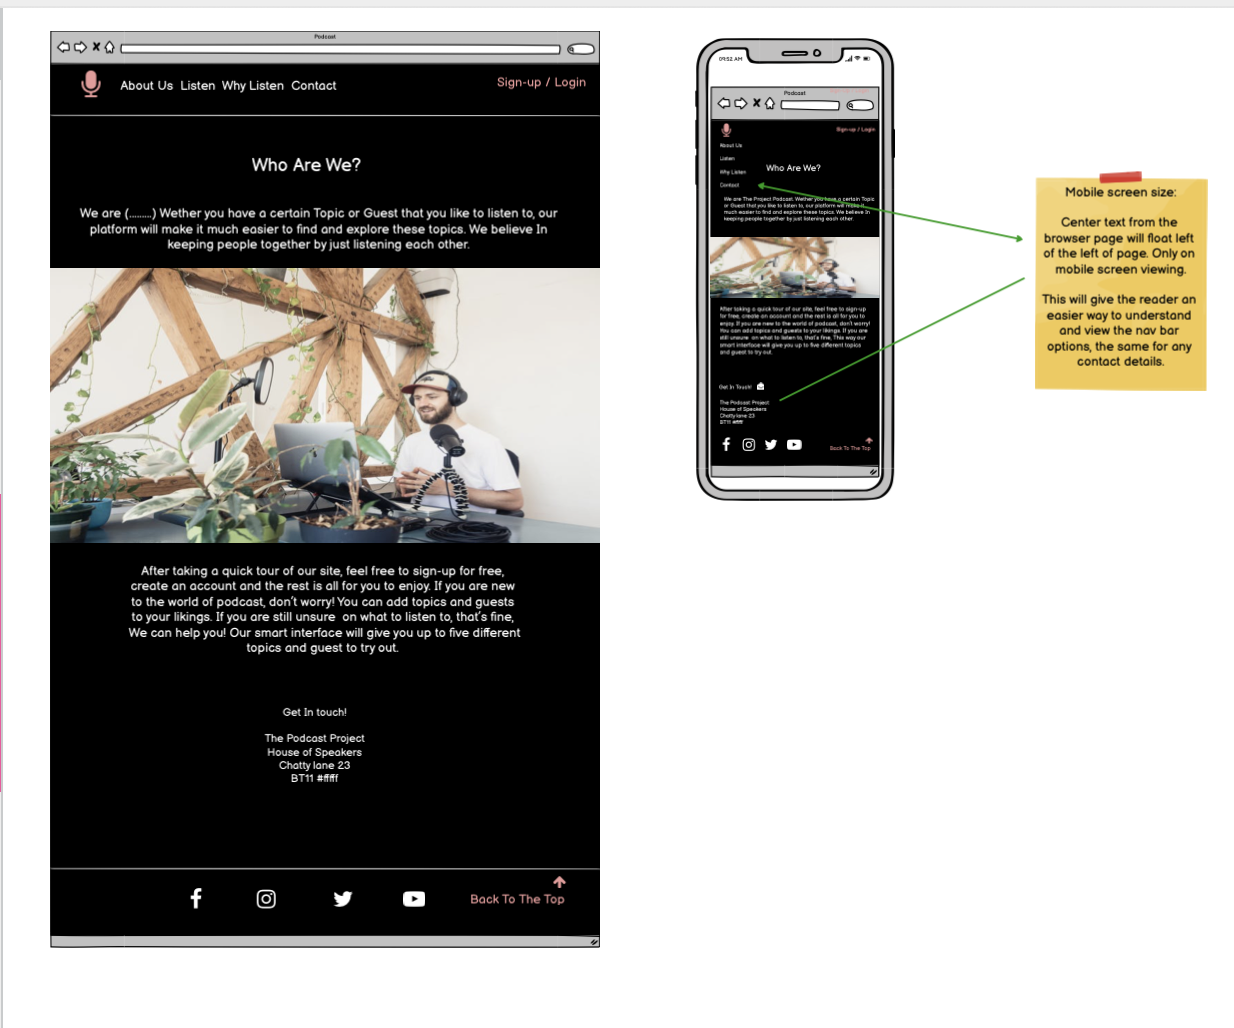 Podcast
About Us Listen Why Listen Contact
Sign-up / Login
Who Are We?
We are (.........) Wether you have a certain Topic or Guest that you like to listen to, our
platform will make it much easier to find and explore these topics. We believe In
keeping people together by just listening each other.
After taking a quick tour of our site, feel free to sign-up for free,
create an account and the rest is all for you to enjoy. If you are new
to the world of podcast, don't worry! You can add topics and guests
to your likings. If you are still unsure on what to listen to, that's fine,
We can help you! Our smart interface will give you up to five different
topics and guest to try out.
Get In touch!
The Podcast Project
House of Speakers
Chatty lane 23
BT11 #fffff
Back To The Top
09:52 AM
Podcast
Sign-up / Login
About Us
Listen
Why Listen
Contact
Who Are We?
We are The Project Podcast. Wether you have a certain Topic
or Guest that you like to listen to, our platform will make it
much easier to find and explore these topics. We believe In
keeping people together by just listening each other.
After taking a quick tour of our site, feel free to sign-up
for free, create an account and the rest is all for you to
enjoy. If you are new to the world of podcast, don't worry!
You can add topics and guests to your likings. If you are
still unsure on what to listen to, that's fine, This way our
smart interface will give you up to five different topics
and guest to try out.
Get In Touch!
The Podcast Project
House of Speakers
Chatty lane 23
BT11 #ffff
Back To The Top
Mobile screen size:
Center text from the
browser page will float left
of the left of page. Only on
mobile screen viewing.
This will give the reader an
easier way to understand
and view the nav bar
options, the same for any
contact details.